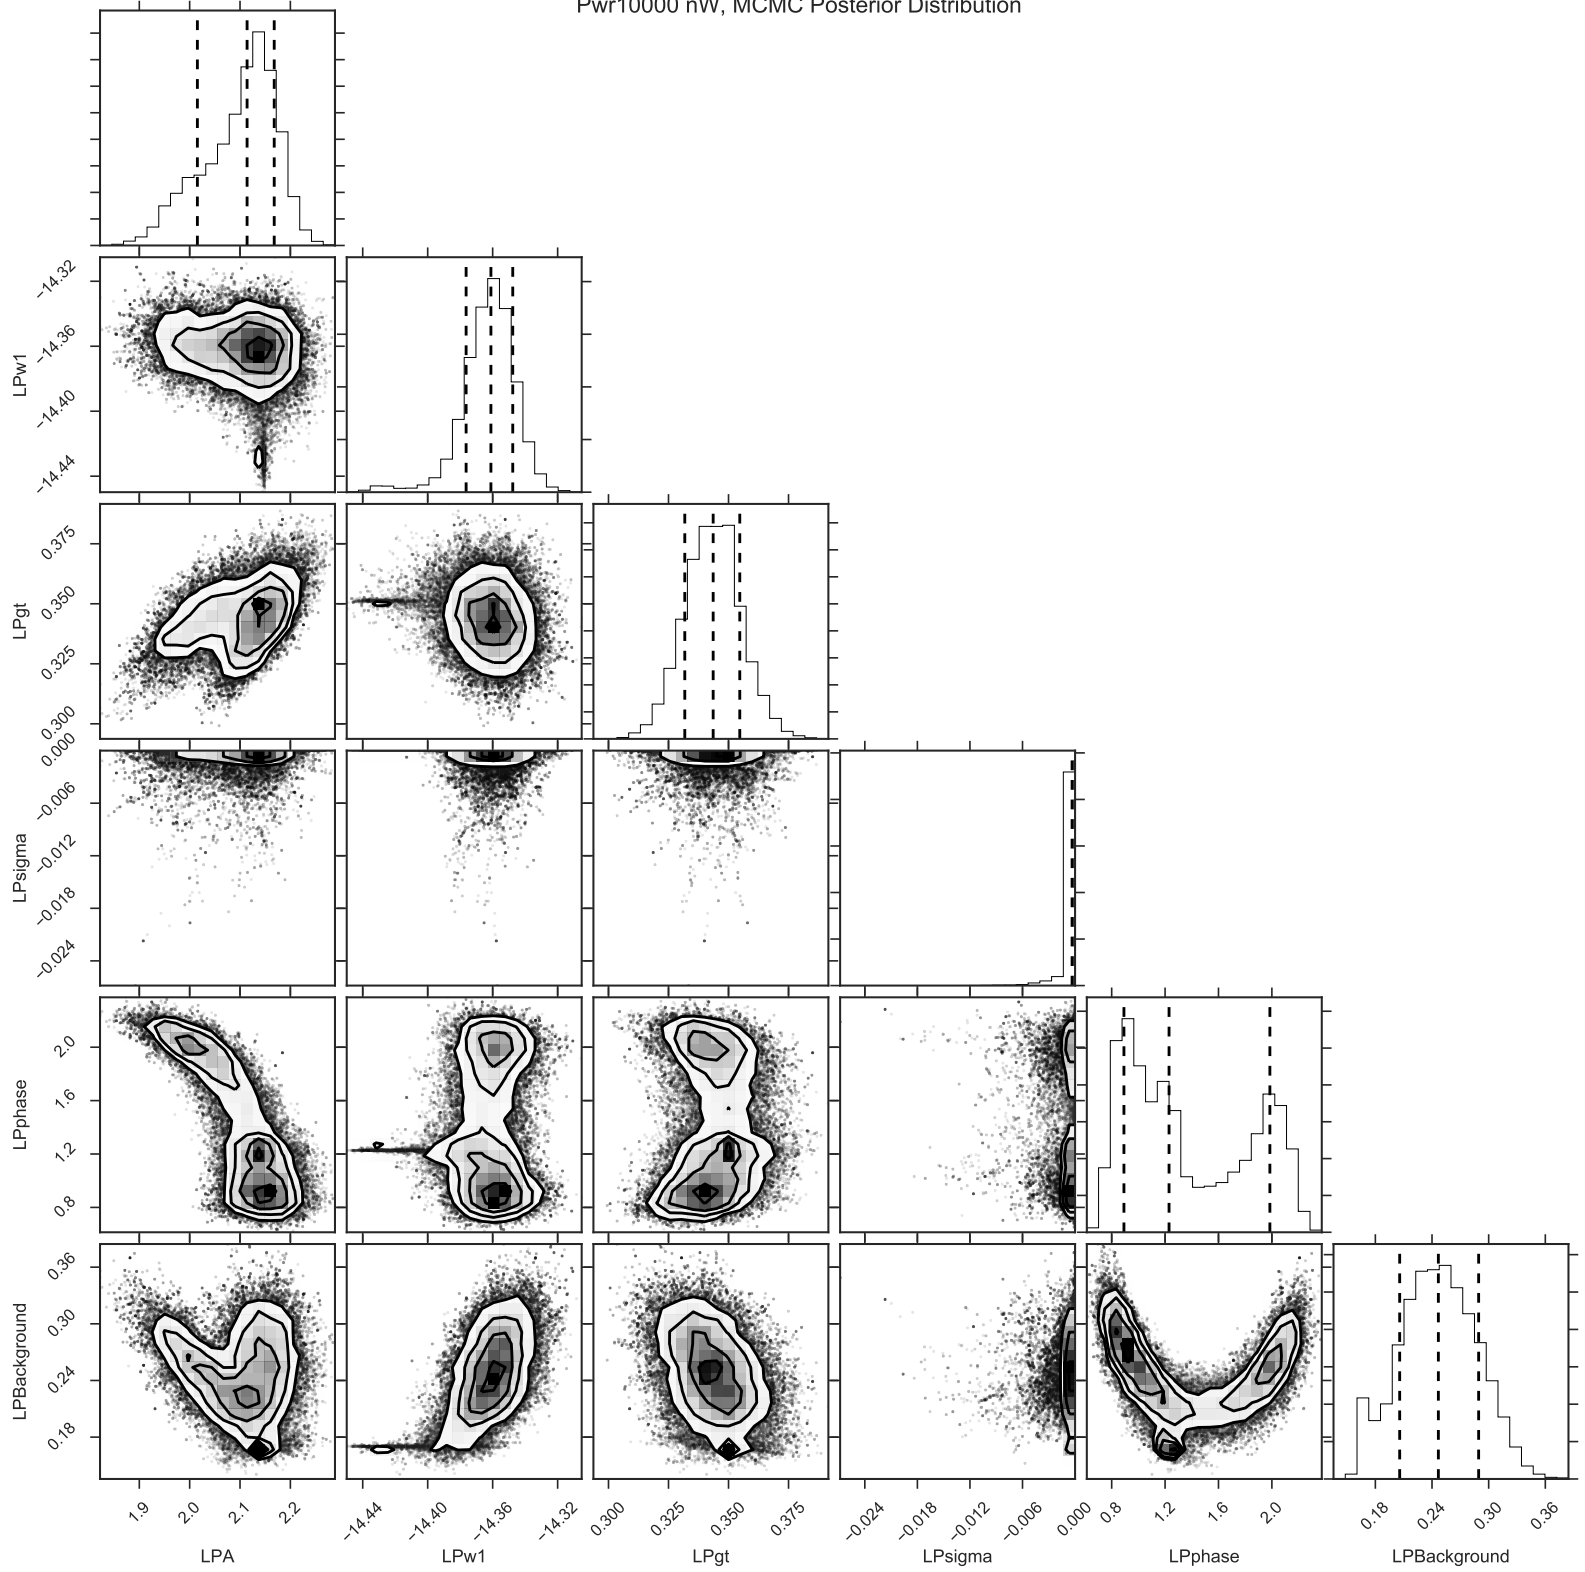 Pwr10000 nW, MCMC Posterior Distribution
−14.32
−14.36
−14.40
−14.44
LPw1
0.375
0.350
0.325
0.300
LPgt
0.000
−0.006
−0.012
−0.018
−0.024
LPsigma
2.0
1.6
1.2
0.8
LPphase
0.36
0.30
0.24
0.18
LPBackground
1.9 2.0 2.1 2.2
−14.44 −14.40 −14.36 −14.32
0.300 0.325 0.350 0.375
−0.024 −0.018 −0.012 −0.006 0.000
0.8 1.2 1.6 2.0
0.18 0.24 0.30 0.36
LPA LPw1 LPgt LPsigma LPphase LPBackground